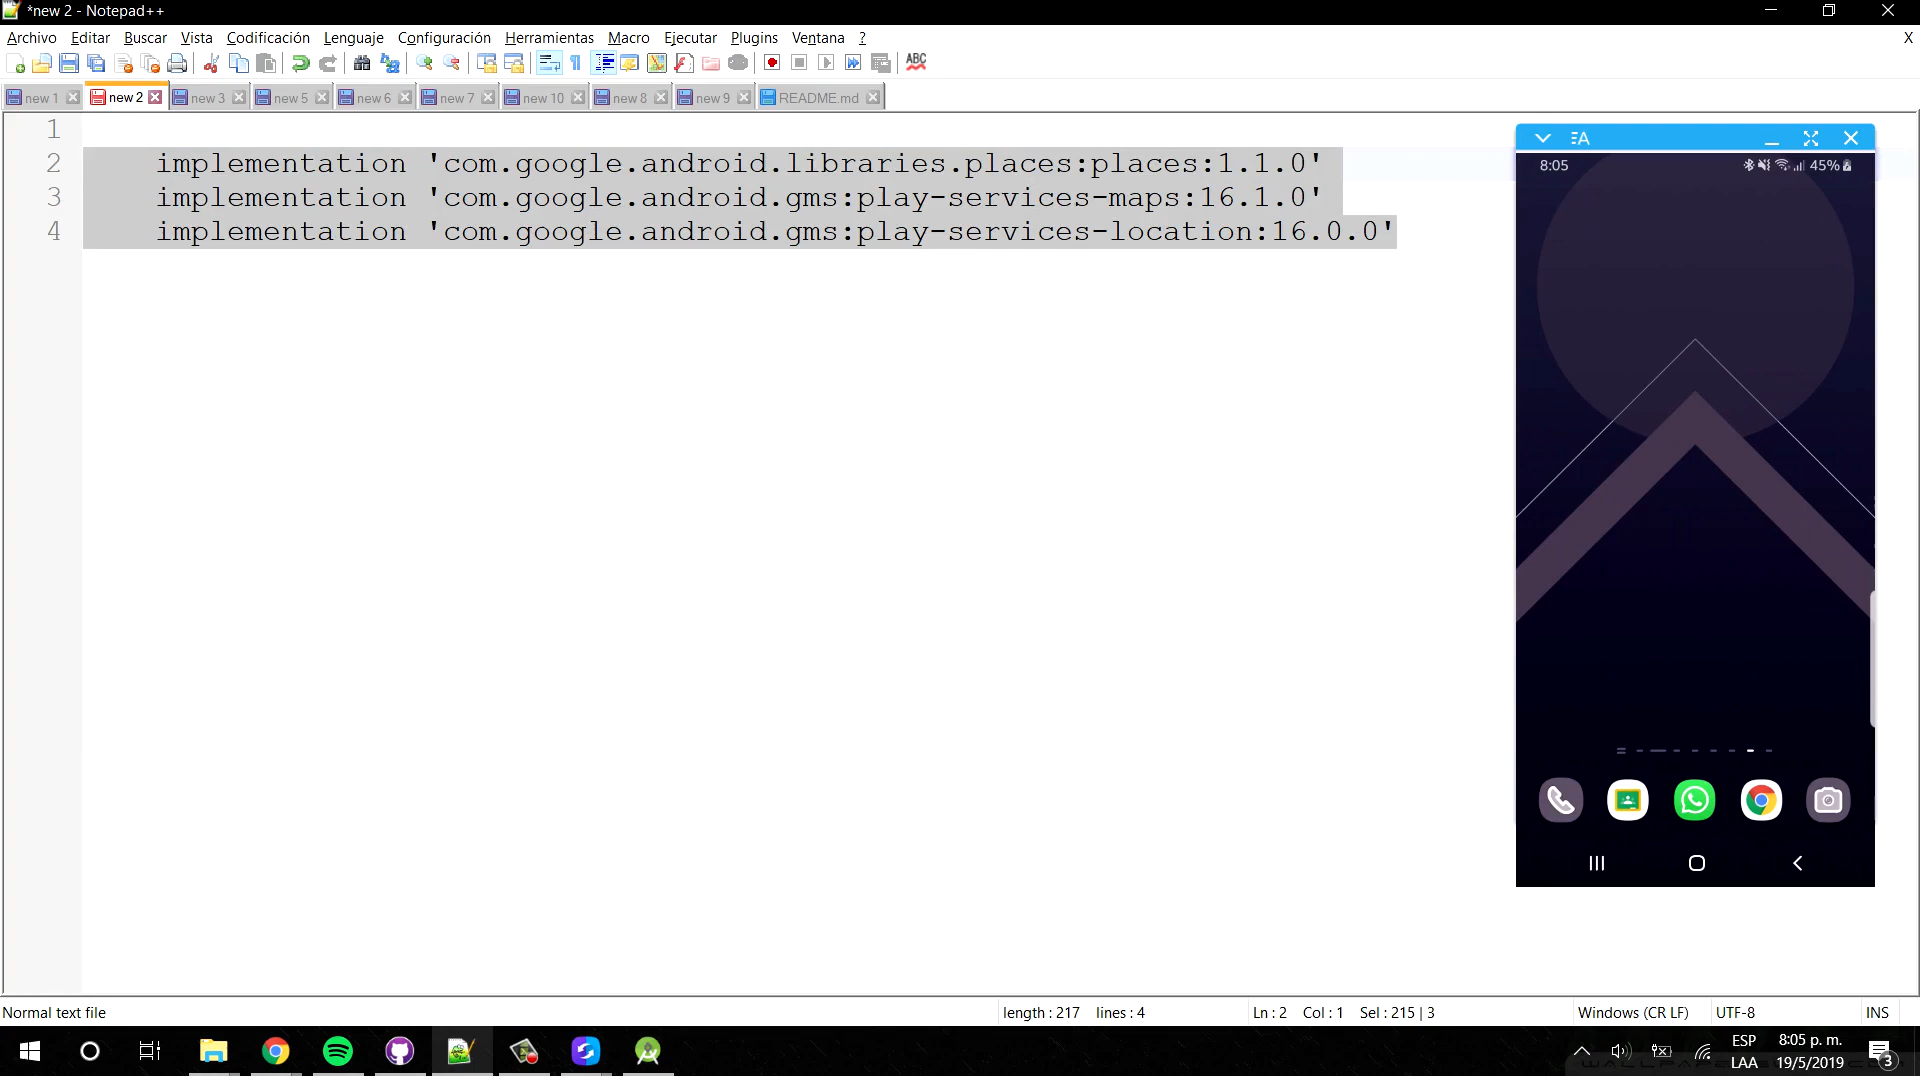 *new 2 - Notepad++
Archivo Editar Buscar Vista Codificación Lenguaje Configuración Herramientas Macro Ejecutar Plugins Ventana ? X
ABC
new 1 new 2 new 3 new 5 new 6 new 7 new 10 new 8 new 9 README.md
1
2 implementation 'com.google.android.libraries.places:places:1.1.0'
3 implementation 'com.google.android.gms:play-services-maps:16.1.0'
4 implementation 'com.google.android.gms:play-services-location:16.0.0'
8:05 45%
Normal text file length : 217 lines : 4 Ln : 2 Col : 1 Sel : 215 | 3 Windows (CR LF) UTF-8 INS
ESP 8:05 p. m.
LAA 19/5/2019 3